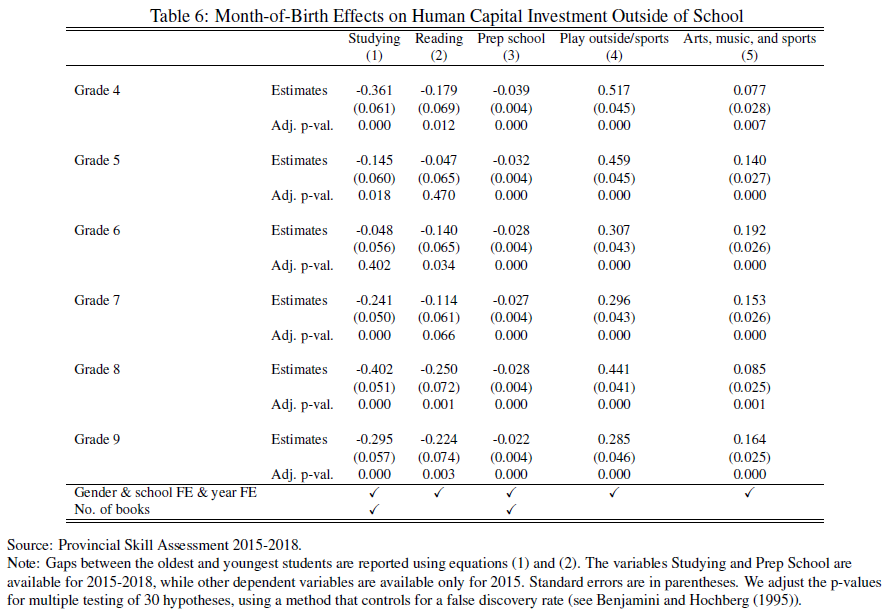 Table 6: Month-of-Birth Effects on Human Capital Investment Outside of School
Studying Reading Prep school Play outside/sports Arts, music, and sports
(1) (2) (3) (4) (5)
Grade 4 Estimates -0.361 -0.179 -0.039 0.517 0.077
(0.061) (0.069) (0.004) (0.045) (0.028)
Adj. p-val. 0.000 0.012 0.000 0.000 0.007
Grade 5 Estimates -0.145 -0.047 -0.032 0.459 0.140
(0.060) (0.065) (0.004) (0.045) (0.027)
Adj. p-val. 0.018 0.470 0.000 0.000 0.000
Grade 6 Estimates -0.048 -0.140 -0.028 0.307 0.192
(0.056) (0.065) (0.004) (0.043) (0.026)
Adj. p-val. 0.402 0.034 0.000 0.000 0.000
Grade 7 Estimates -0.241 -0.114 -0.027 0.296 0.153
(0.050) (0.061) (0.004) (0.043) (0.026)
Adj. p-val. 0.000 0.066 0.000 0.000 0.000
Grade 8 Estimates -0.402 -0.250 -0.028 0.441 0.085
(0.051) (0.072) (0.004) (0.041) (0.025)
Adj. p-val. 0.000 0.001 0.000 0.000 0.001
Grade 9 Estimates -0.295 -0.224 -0.022 0.285 0.164
(0.057) (0.074) (0.004) (0.046) (0.025)
Adj. p-val. 0.000 0.003 0.000 0.000 0.000
Gender & school FE & year FE ✓ ✓ ✓ ✓ ✓
No. of books ✓ ✓
Source: Provincial Skill Assessment 2015-2018.
Note: Gaps between the oldest and youngest students are reported using equations (1) and (2). The variables Studying and Prep School are
available for 2015-2018, while other dependent variables are available only for 2015. Standard errors are in parentheses. We adjust the p-values
for multiple testing of 30 hypotheses, using a method that controls for a false discovery rate (see Benjamini and Hochberg (1995)).